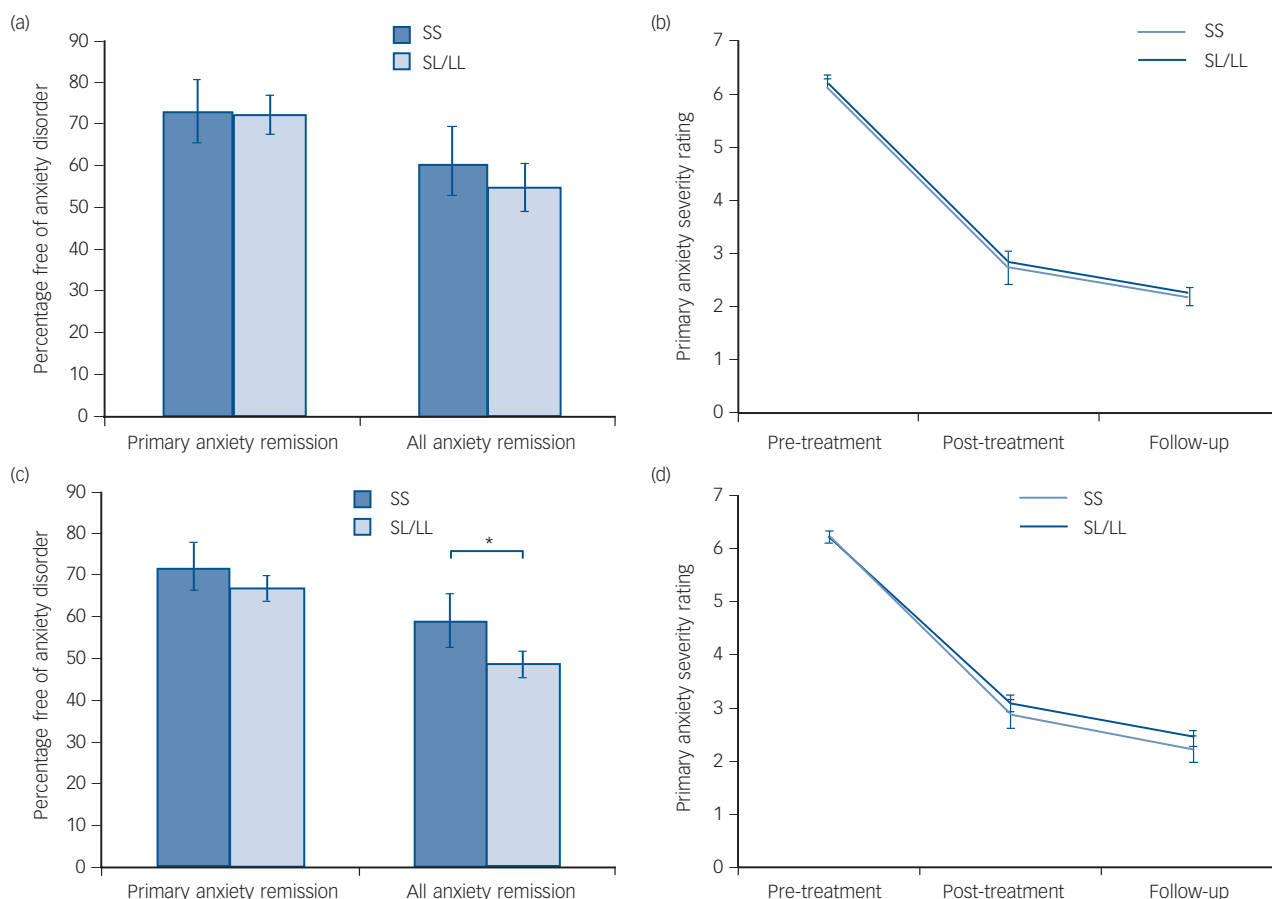 (a)
Percentage free of anxiety disorder
90
80
70
60
50
40
30
20
10
0
SS
SL/LL
Primary anxiety remission
All anxiety remission
(b)
Primary anxiety severity rating
7
6
5
4
3
2
1
0
SS
SL/LL
Pre-treatment
Post-treatment
Follow-up
(c)
Percentage free of anxiety disorder
90
80
70
60
50
40
30
20
10
0
SS
SL/LL
*
Primary anxiety remission
All anxiety remission
(d)
Primary anxiety severity rating
7
6
5
4
3
2
1
0
SS
SL/LL
Pre-treatment
Post-treatment
Follow-up